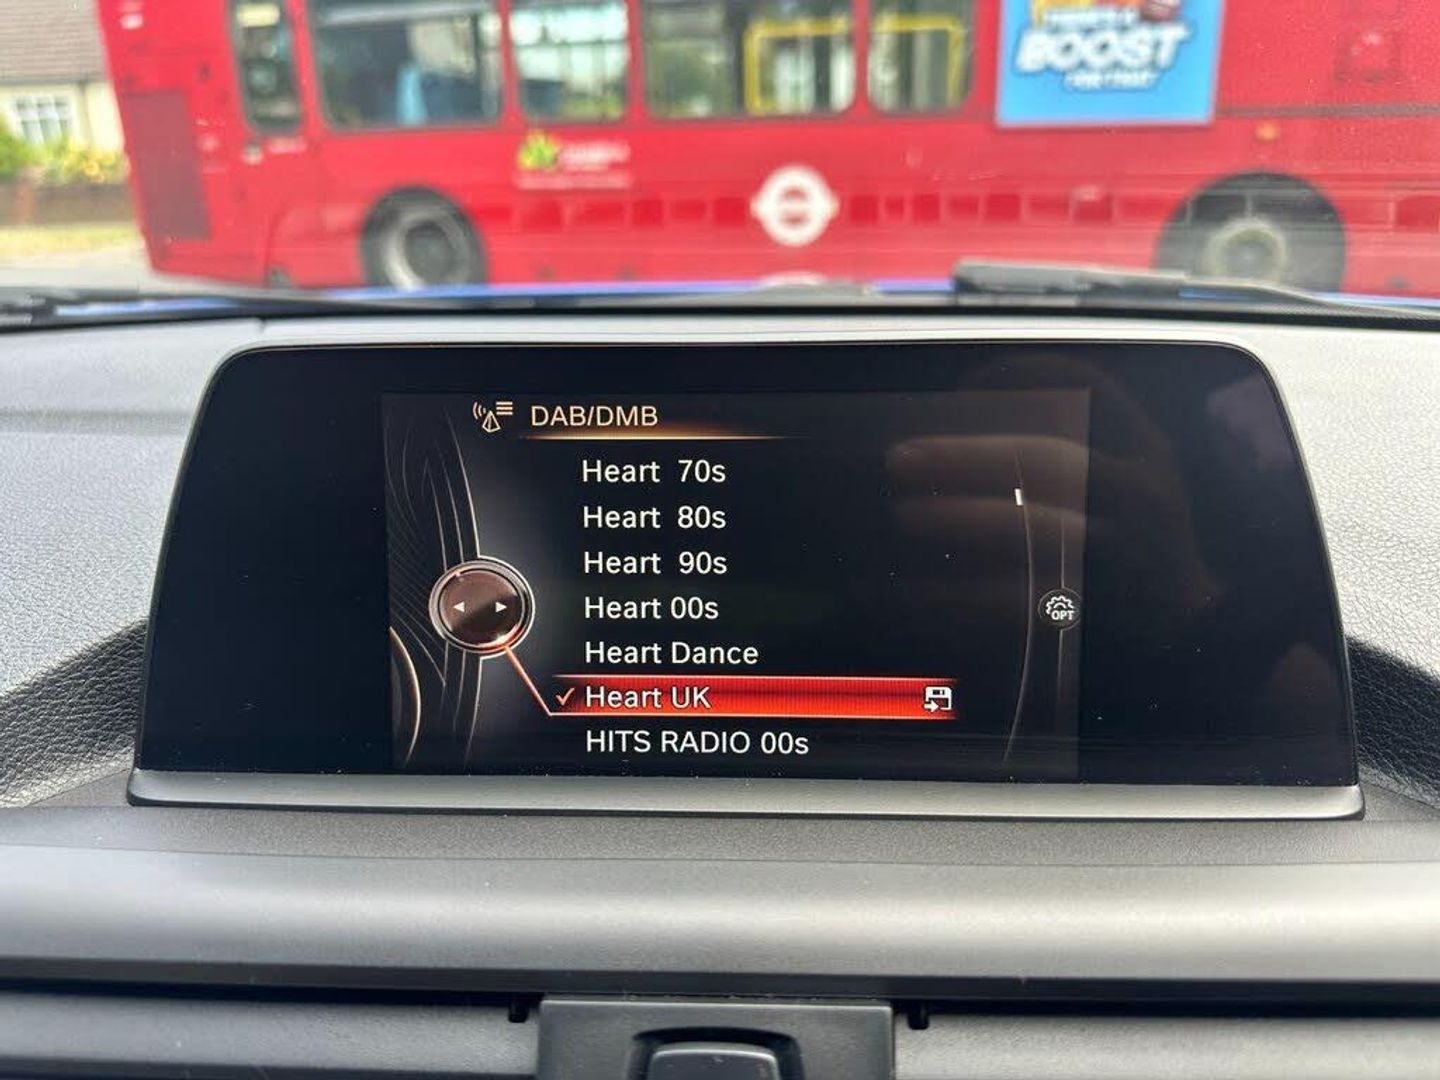 BOOST
DAB/DMB
Heart 70s
Heart 80s
Heart 90s
Heart 00s
Heart Dance
Heart UK
HITS RADIO 00s
OPT